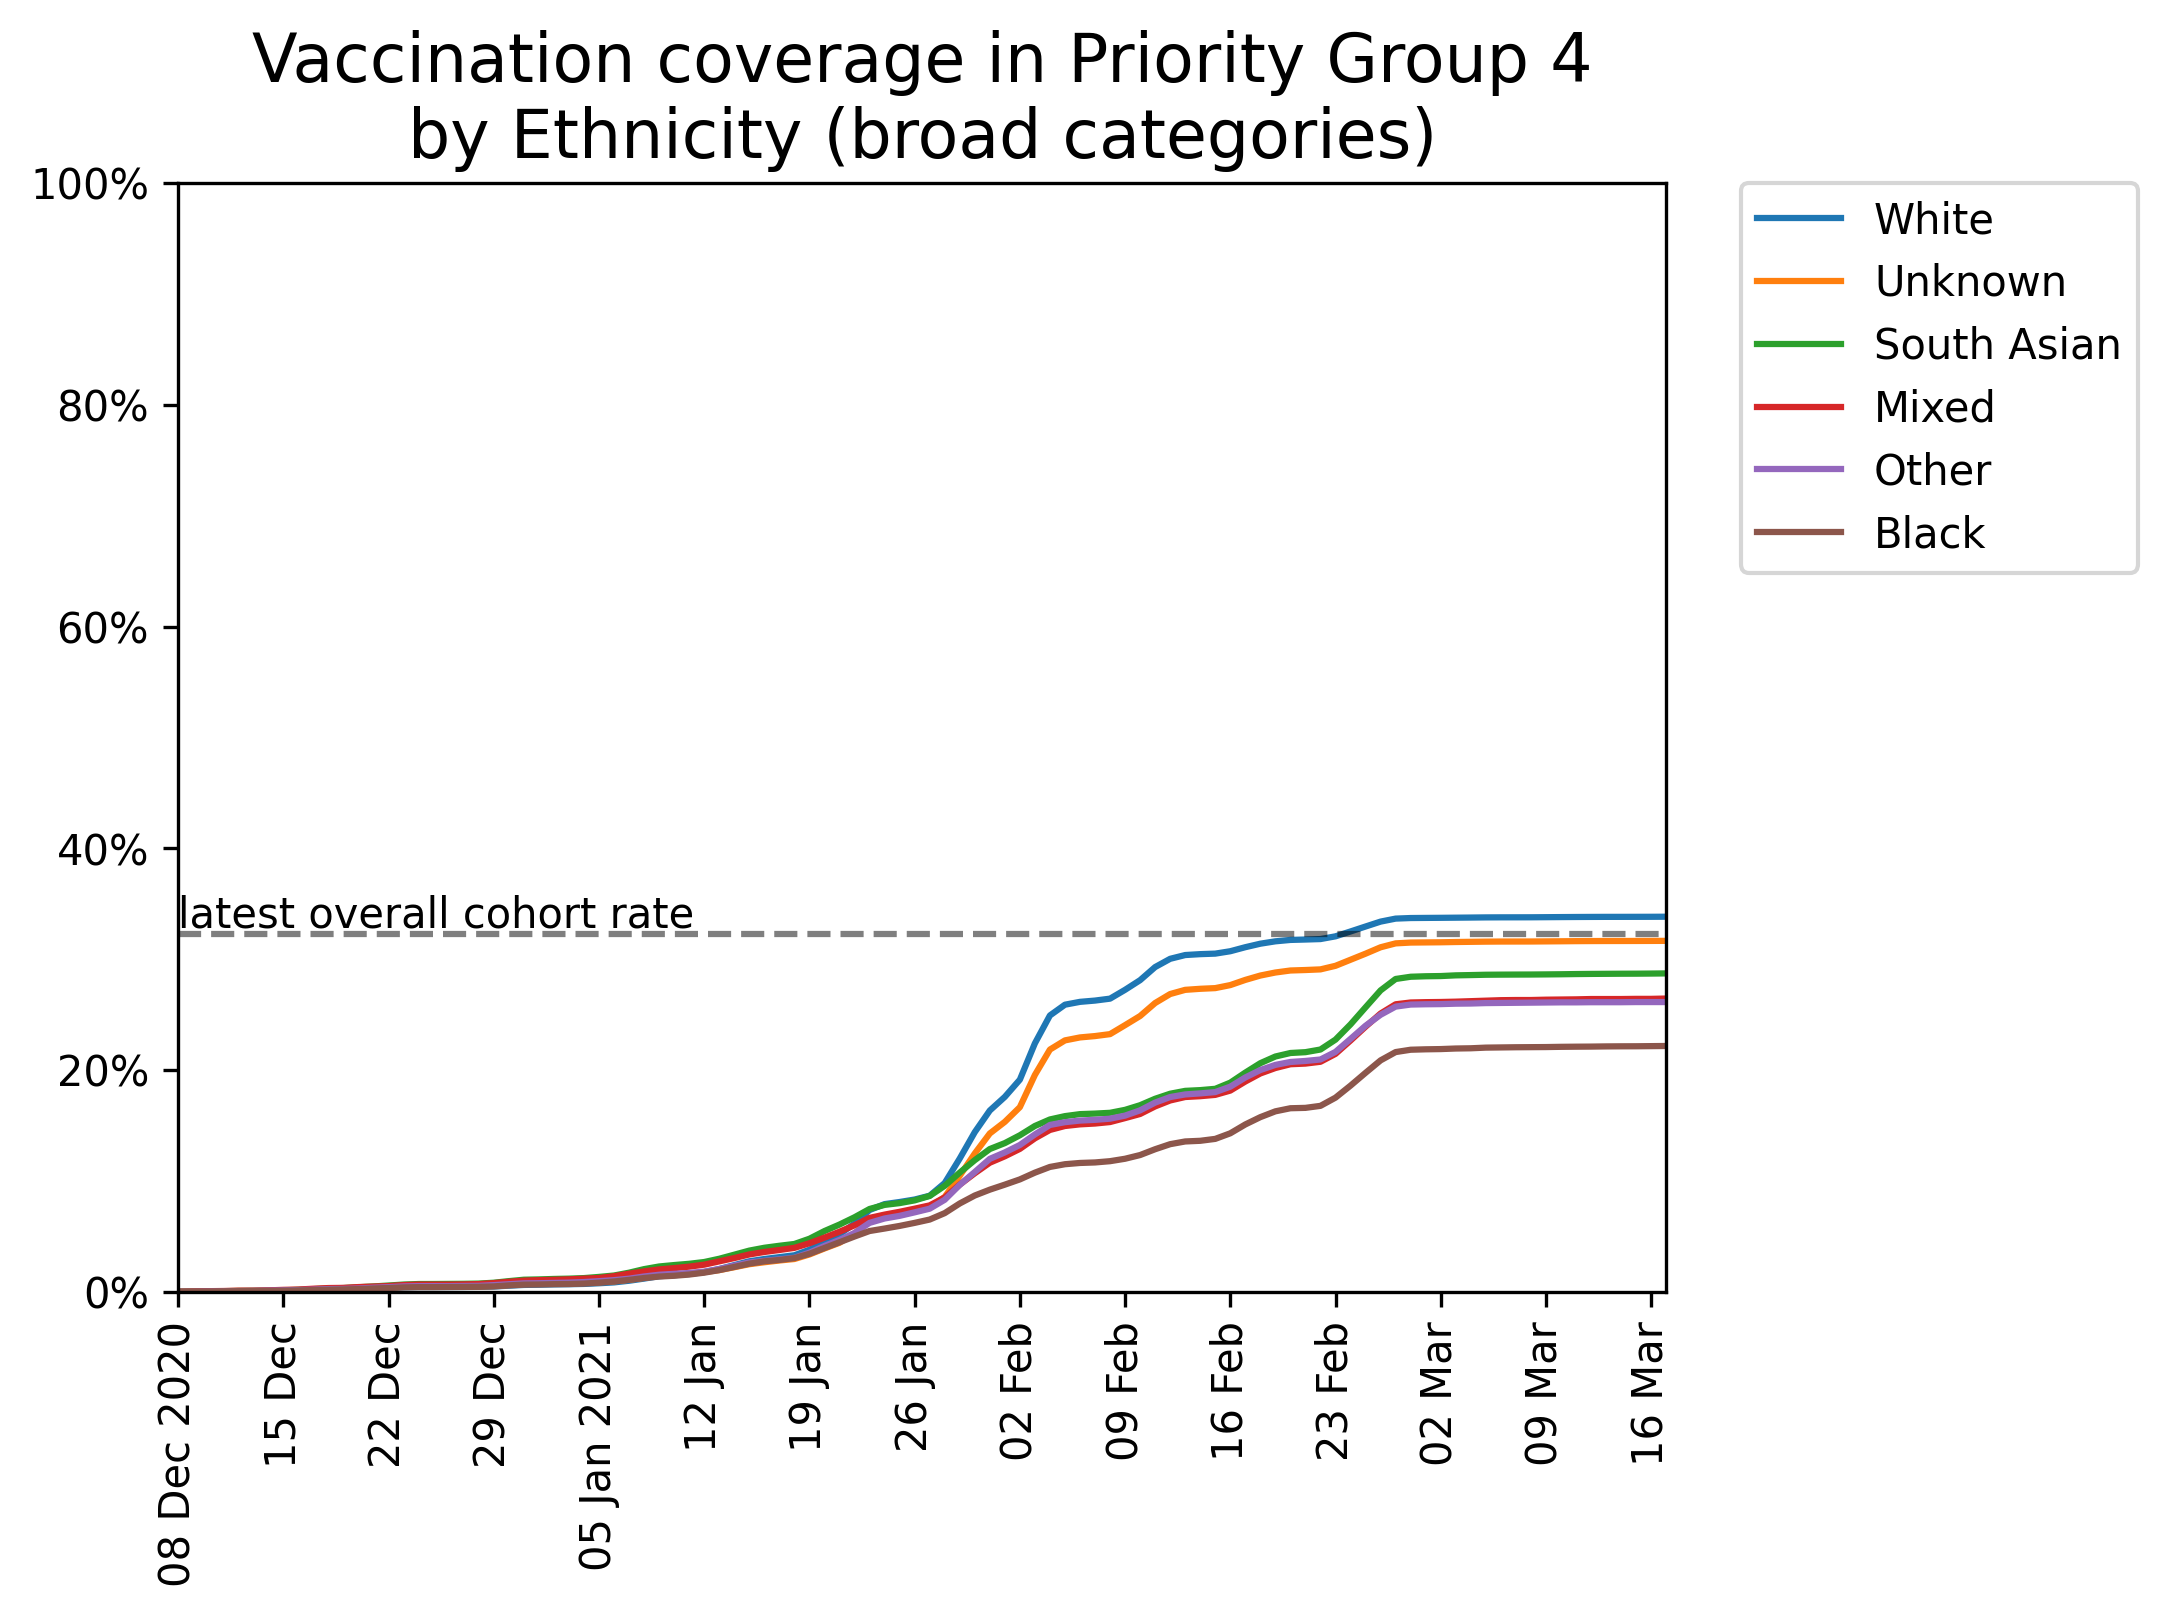 Vaccination coverage in Priority Group 4
by Ethnicity (broad categories)
100%
80%
60%
40%
20%
0%
latest overall cohort rate
08 Dec 2020
15 Dec
22 Dec
29 Dec
05 Jan 2021
12 Jan
19 Jan
26 Jan
02 Feb
09 Feb
16 Feb
23 Feb
02 Mar
09 Mar
16 Mar
White
Unknown
South Asian
Mixed
Other
Black